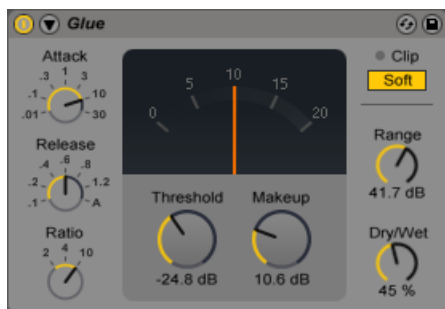 Glue
Attack
.01 .1 .3 1 3 10 30
Release
.1 .2 .4 .6 .8 1.2 A
Ratio
2 4 10
0 5 10 15 20
Threshold
-24.8 dB
Makeup
10.6 dB
Clip
Soft
Range
41.7 dB
Dry/Wet
45 %